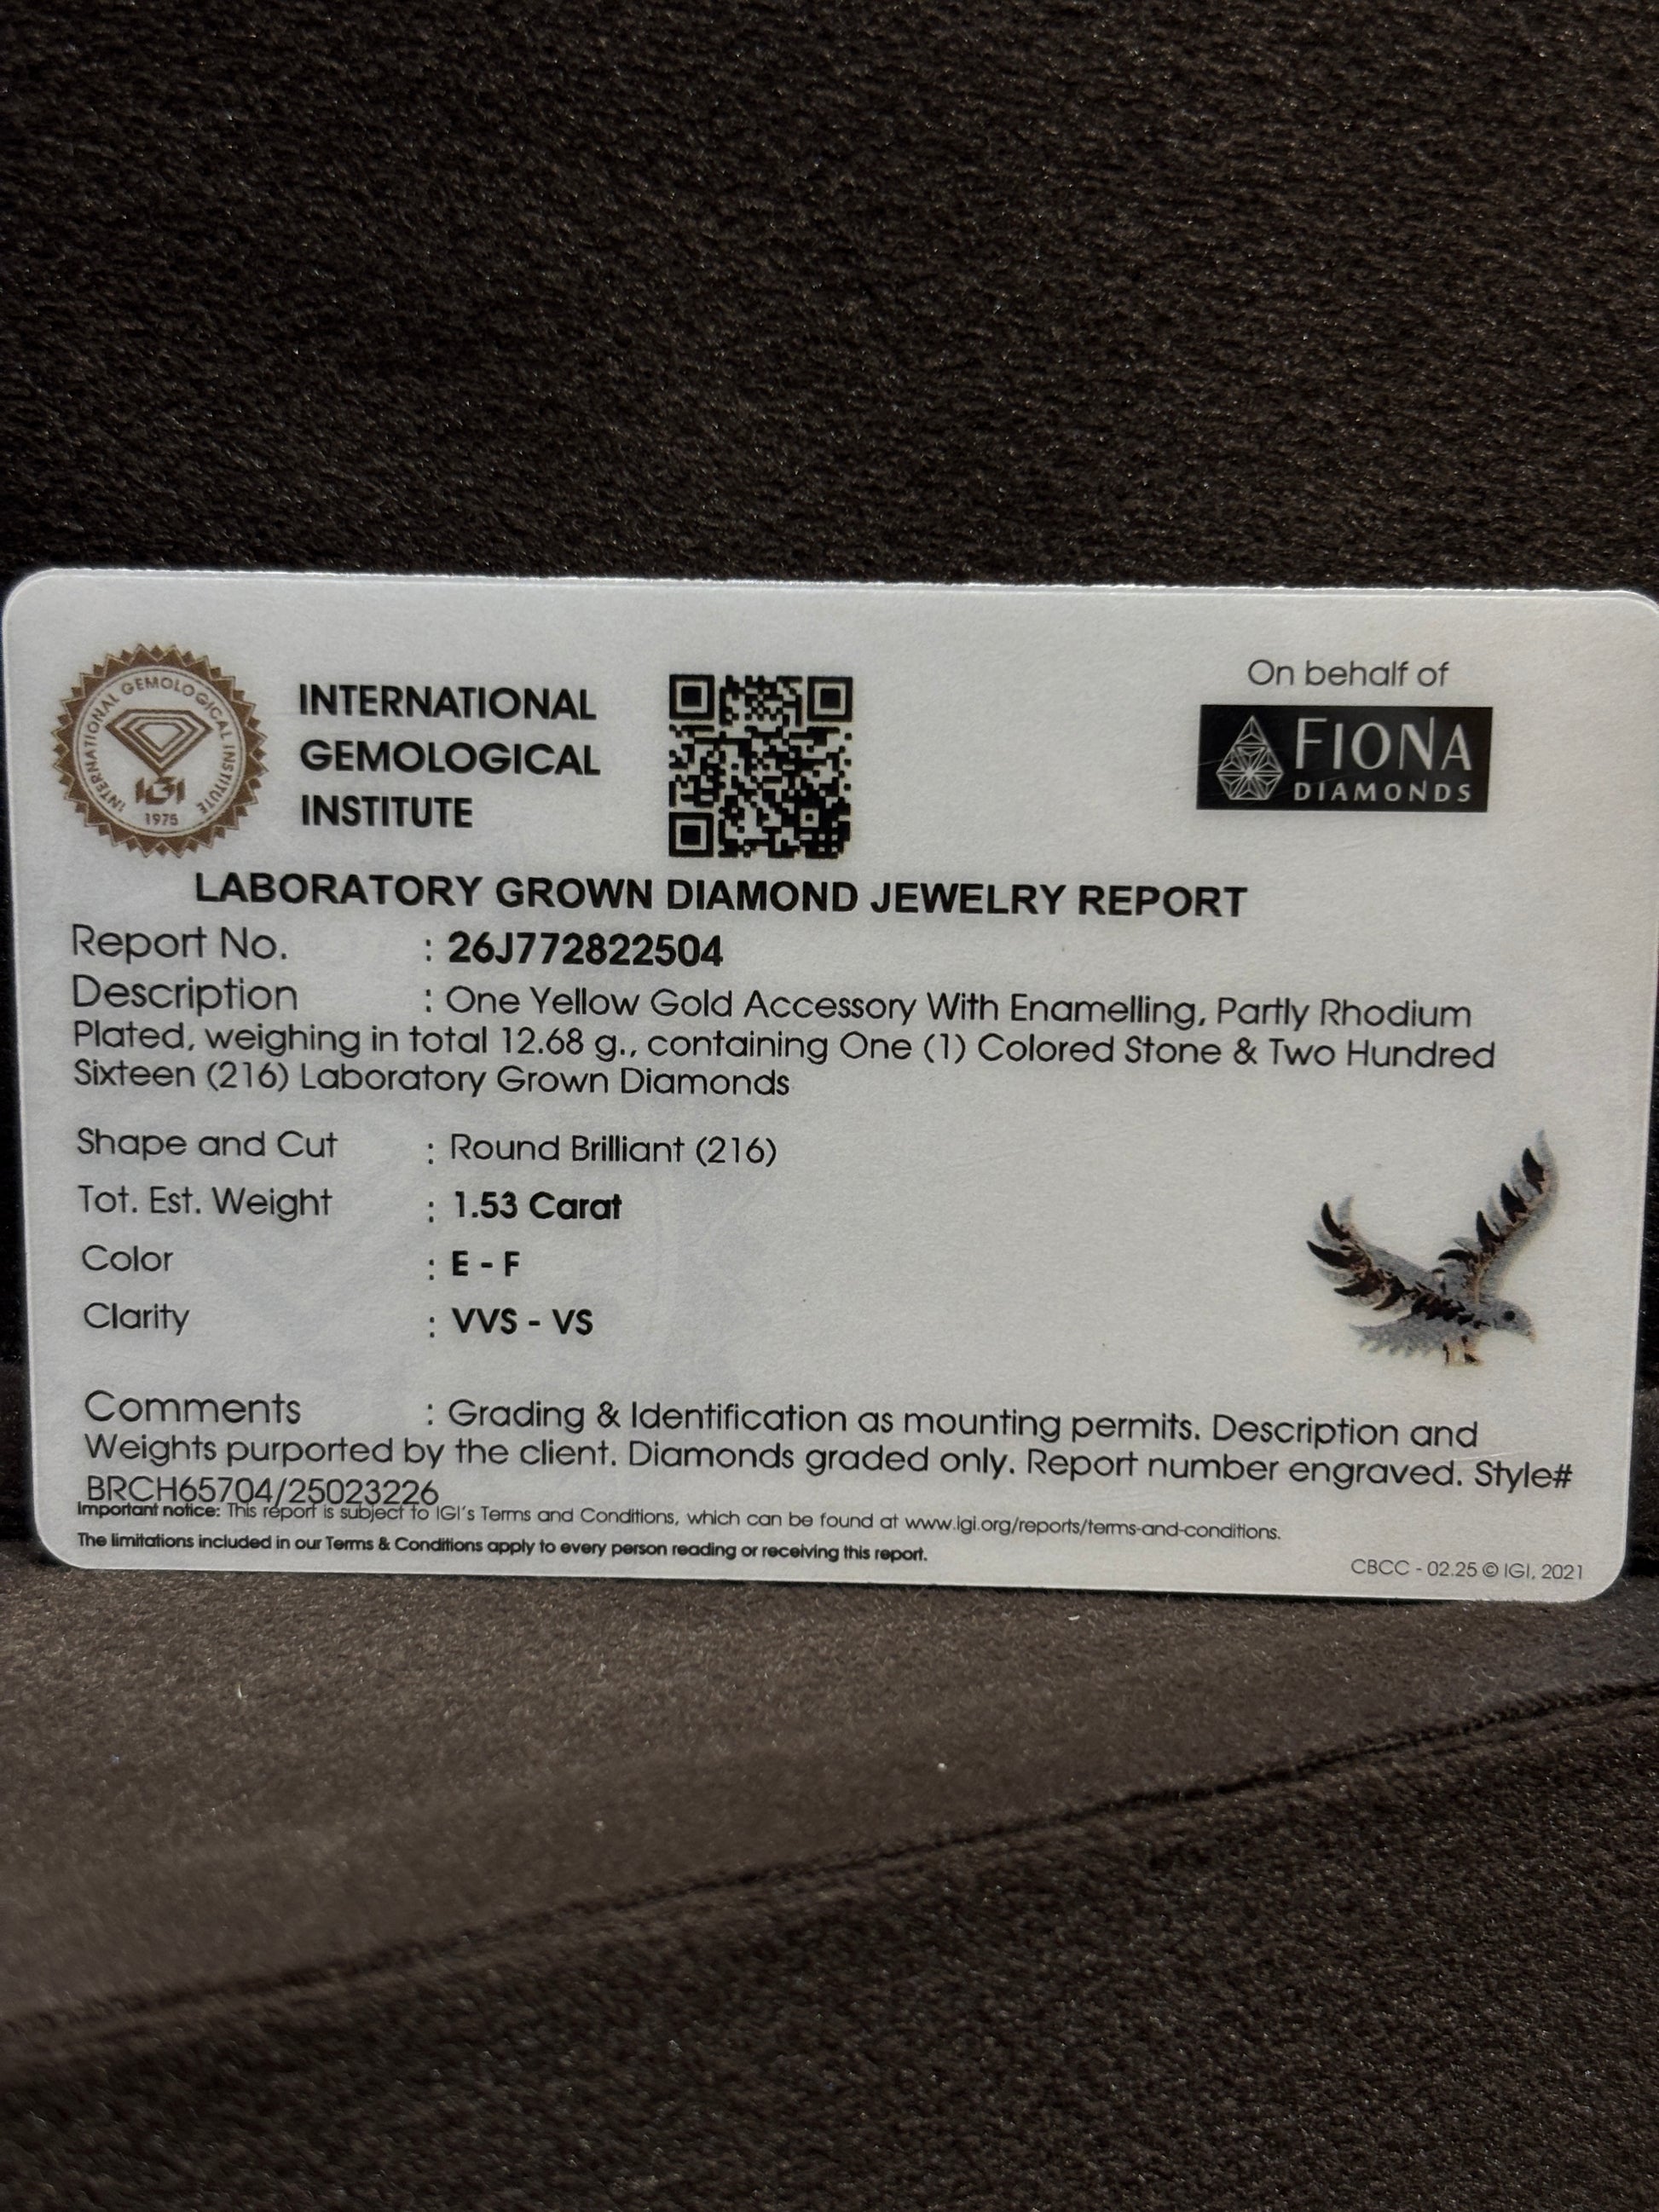 INTERNATIONAL GEMOLOGICAL INSTITUTE
IGI
1975
INTERNATIONAL
GEMOLOGICAL
INSTITUTE
On behalf of
FIONA
DIAMONDS
LABORATORY GROWN DIAMOND JEWELRY REPORT
Report No. : 26J772822504
Description : One Yellow Gold Accessory With Enamelling, Partly Rhodium
Plated, weighing in total 12.68 g., containing One (1) Colored Stone & Two Hundred
Sixteen (216) Laboratory Grown Diamonds
Shape and Cut : Round Brilliant (216)
Tot. Est. Weight : 1.53 Carat
Color : E - F
Clarity : VVS - VS
Comments : Grading & Identification as mounting permits. Description and
Weights purported by the client. Diamonds graded only. Report number engraved. Style#
BRCH65704/25023226
Important notice: This report is subject to IGI's Terms and Conditions, which can be found at www.igi.org/reports/terms-and-conditions.
The limitations included in our Terms & Conditions apply to every person reading or receiving this report.
CBCC - 02.25 © IGI, 2021